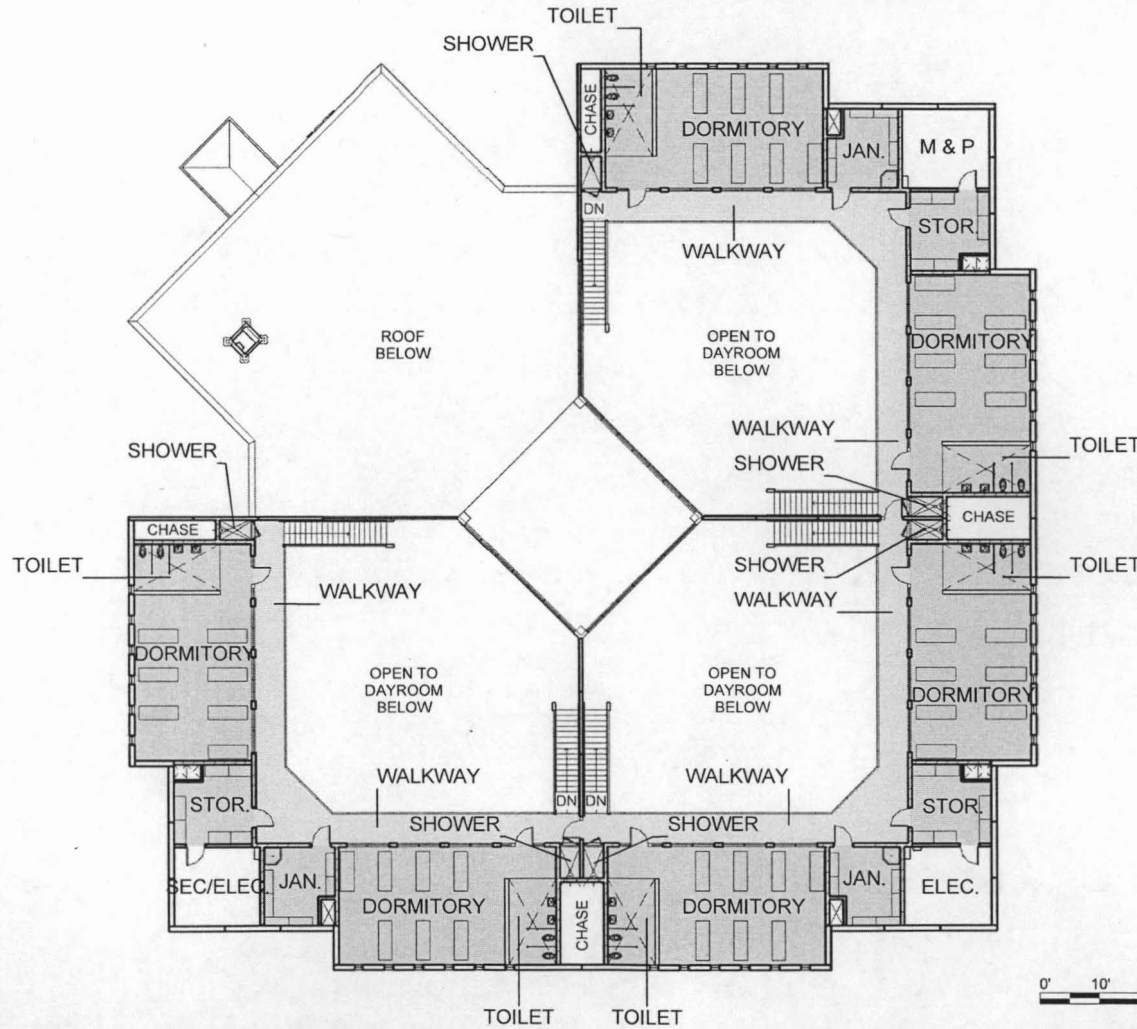 TOILET
SHOWER
CHASE
DORMITORY
JAN.
M & P
DN
STOR.
WALKWAY
ROOF
BELOW
OPEN TO
DAYROOM
BELOW
DORMITORY
WALKWAY
TOILET
SHOWER
SHOWER
CHASE
CHASE
TOILET
SHOWER
TOILET
WALKWAY
WALKWAY
DORMITORY
OPEN TO
DAYROOM
BELOW
OPEN TO
DAYROOM
BELOW
DORMITORY
WALKWAY
WALKWAY
STOR.
DN
DN
STOR.
SHOWER
SHOWER
SEC/ELEC.
JAN.
DORMITORY
CHASE
DORMITORY
JAN.
ELEC.
TOILET
TOILET
0'
10'